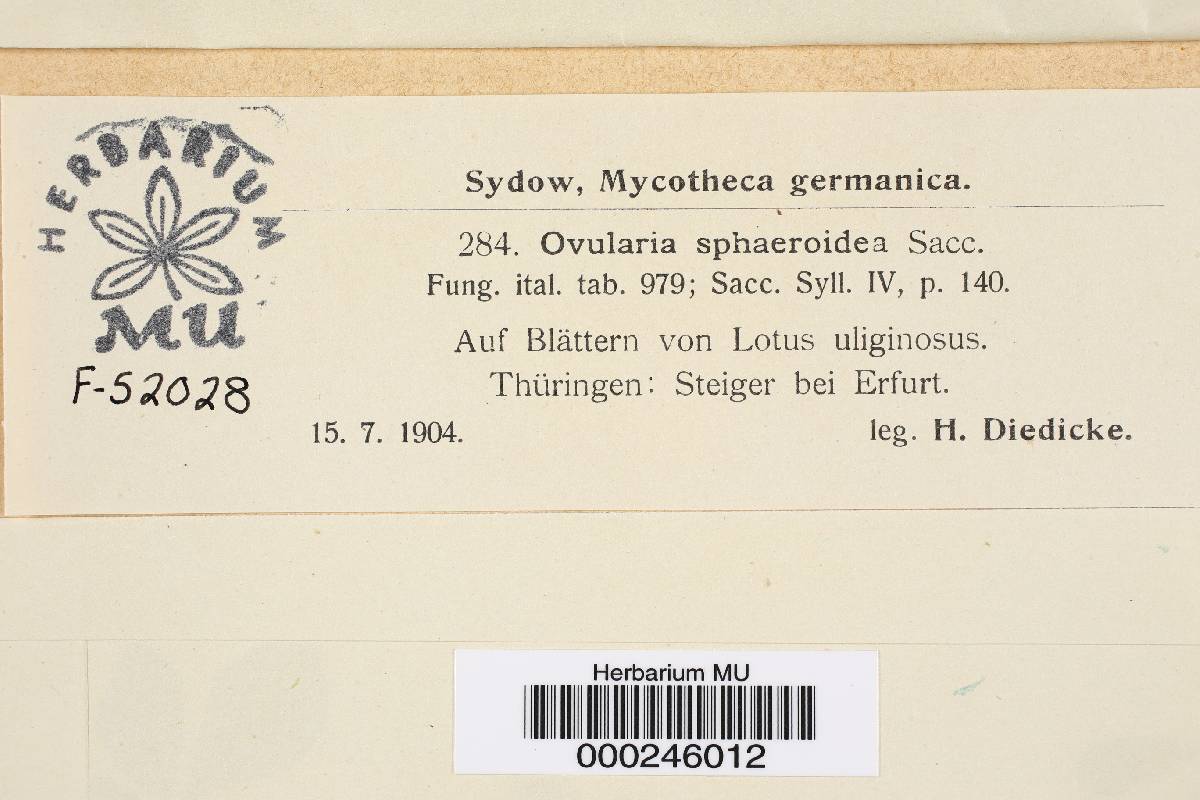 HERBARIUM
MU
F-52028
Sydow, Mycotheca germanica.
284. Ovularia sphaeroidea Sacc.
Fung. ital. tab. 979; Sacc. Syll. IV, p. 140.
Auf Blättern von Lotus uliginosus.
Thüringen: Steiger bei Erfurt.
15. 7. 1904. leg. H. Diedicke.
Herbarium MU
000246012